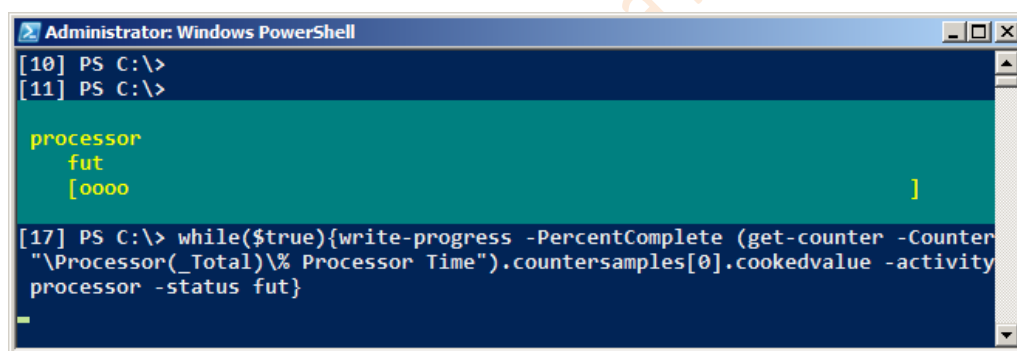 Administrator: Windows PowerShell
[10] PS C:\>
[11] PS C:\>
processor
fut
[oooo ]
[17] PS C:\> while($true){write-progress -PercentComplete (get-counter -Counter
"\Processor(_Total)\% Processor Time").countersamples[0].cookedvalue -activity
processor -status fut}